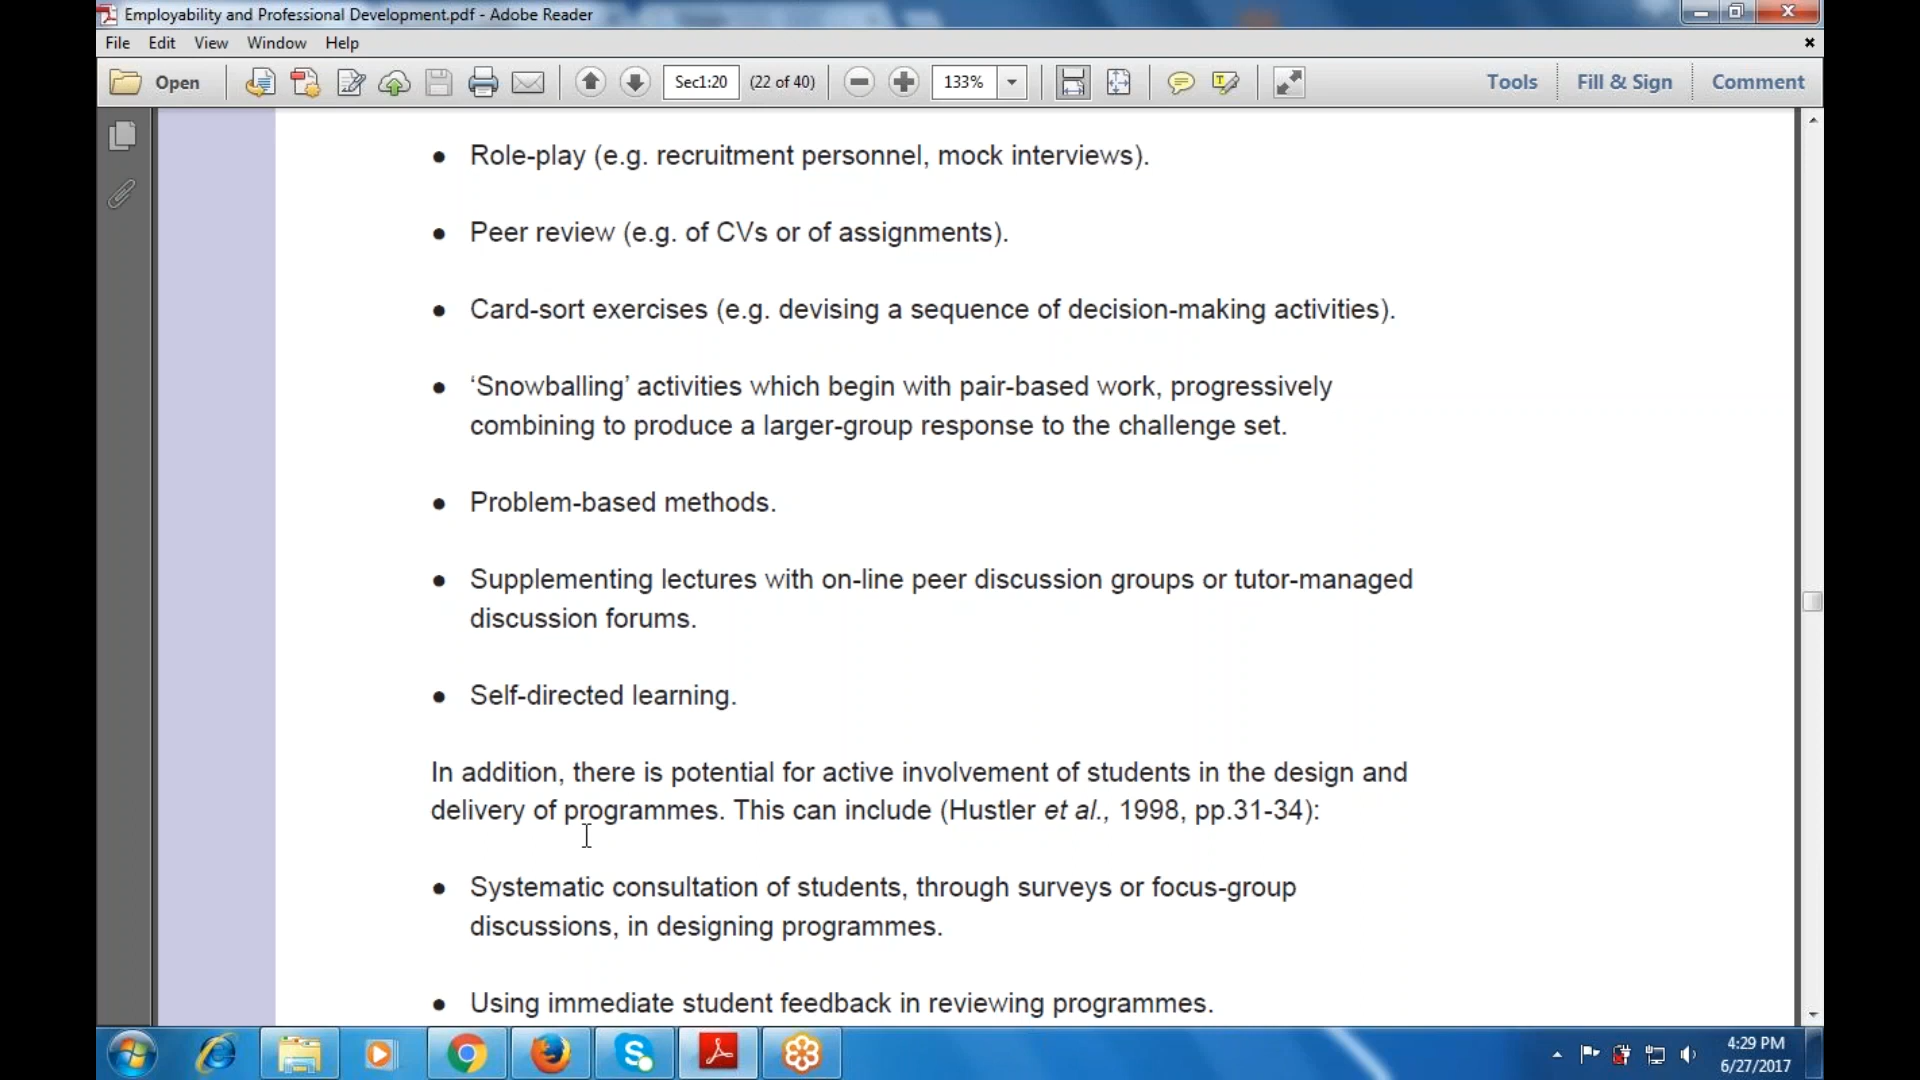 Employability and Professional Development.pdf - Adobe Reader
File Edit View Window Help
Open Sec1:20 (22 of 40) 133% Tools Fill & Sign Comment
● Role-play (e.g. recruitment personnel, mock interviews).
● Peer review (e.g. of CVs or of assignments).
● Card-sort exercises (e.g. devising a sequence of decision-making activities).
● ‘Snowballing’ activities which begin with pair-based work, progressively
combining to produce a larger-group response to the challenge set.
● Problem-based methods.
● Supplementing lectures with on-line peer discussion groups or tutor-managed
discussion forums.
● Self-directed learning.
In addition, there is potential for active involvement of students in the design and
delivery of programmes. This can include (Hustler et al., 1998, pp.31-34):
● Systematic consultation of students, through surveys or focus-group
discussions, in designing programmes.
● Using immediate student feedback in reviewing programmes.
4:29 PM
6/27/2017